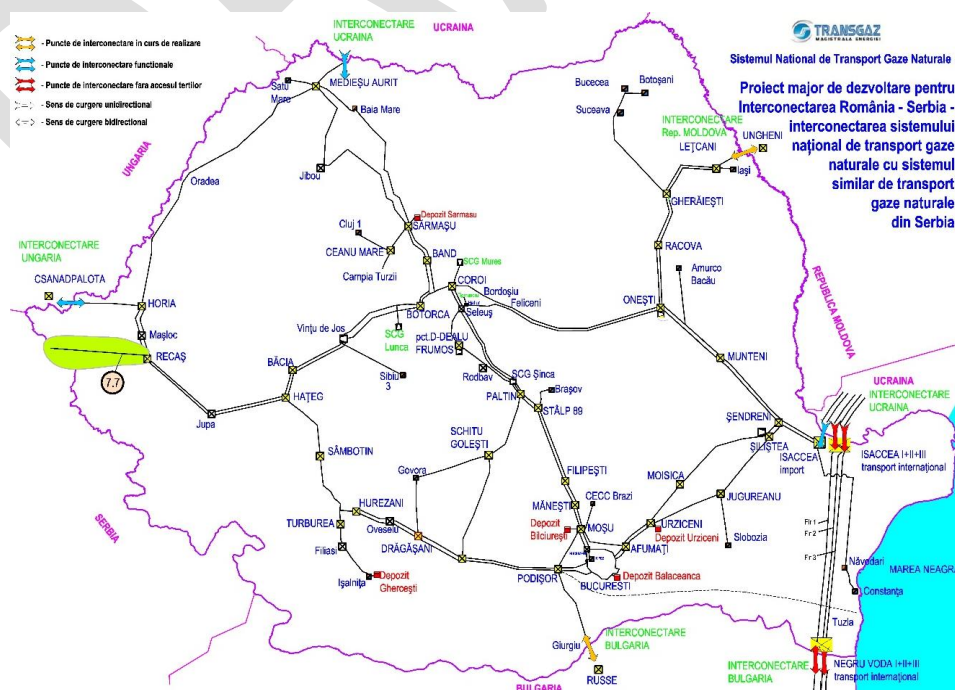 TRANSGAZ
MAGISTRALA ENERGIEI
Sistemul National de Transport Gaze Naturale
Proiect major de dezvoltare pentru
Interconectarea România - Serbia -
interconectarea sistemului
național de transport gaze
naturale cu sistemul
similar de transport
gaze naturale
din Serbia
- Puncte de interconectare in curs de realizare
- Puncte de interconectare functionale
- Puncte de interconectare fara accesul tertilor
- Sens de curgere unidirectional
- Sens de curgere bidirectional
INTERCONECTARE
UCRAINA
UCRAINA
MEDIEȘU AURIT
Satu
Mare
Baia Mare
Bucecea
Botoșani
Suceava
INTERCONECTARE
Rep. MOLDOVA
UNGHENI
LEȚCANI
Iași
UNGARIA
Oradea
Jibou
GHERĂIEȘTI
Depozit Sarmasu
SĂRMAȘU
Cluj 1
CEANU MARE
Campia Turzii
BAND
SCG Mures
COROI
Bordoșiu
Feliceni
RACOVA
Amurco
Bacău
REPUBLICA MOLDOVA
INTERCONECTARE
UNGARIA
CSANADPALOTA
HORIA
Mașloc
RECAȘ
7.7
BOTORCA
Seleuș
ONEȘTI
Vințu de Jos
SCG
Lunca
pct.D-DEALU
FRUMOS
MUNTENI
BĂCIA
Sibiu
3
Rodbav
SCG Șinca
Brașov
PALTIN
STÂLP 89
HAȚEG
Jupa
UCRAINA
INTERCONECTARE
UCRAINA
ȘENDRENI
SILIȘTEA
ISACCEA
import
ISACCEA I+II+III
transport internațional
SCHITU
GOLEȘTI
SÂMBOTIN
Govora
FILIPEȘTI
MOISICA
JUGUREANU
HUREZANI
MĂNEȘTI
CECC Brazi
TURBUREA
Oveselu
Depozit
Bilciurești
MOȘU
URZICENI
Depozit Urziceni
Slobozia
Fir1
Fr2
Fir3
SERBIA
DRĂGĂȘANI
Filiasi
AFUMAȚI
Ișalnița
Depozit
Ghercești
PODIȘOR
BUCUREȘTI
Depozit Balaceanca
Năvodari
MAREA NEAGRĂ
Constanța
Tuzla
Giurgiu
INTERCONECTARE
BULGARIA
RUSSE
BULGARIA
INTERCONECTARE
BULGARIA
NEGRU VODA I+II+III
transport internațional